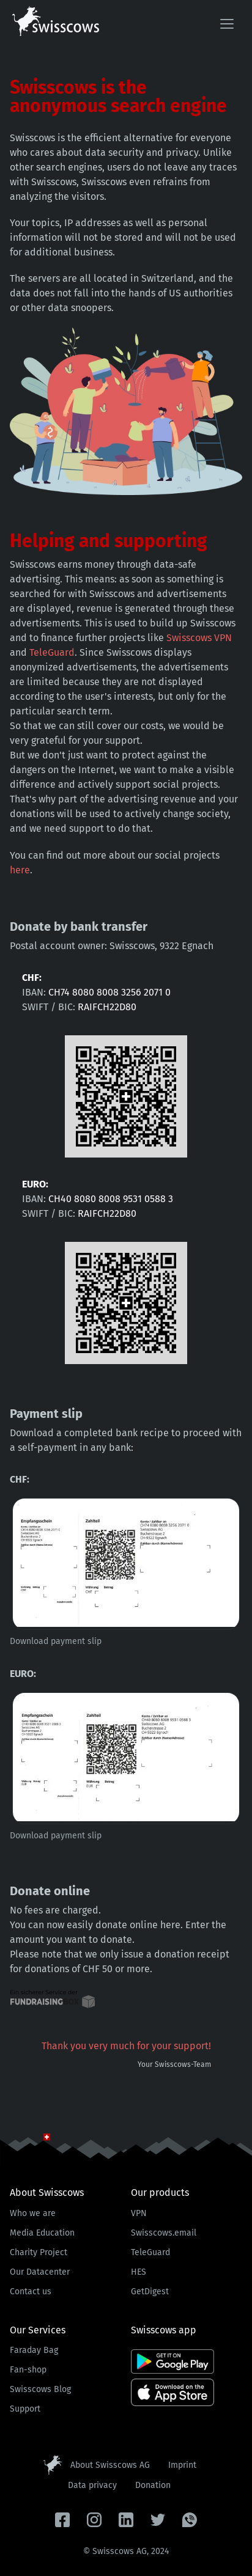 swisscows
Swisscows is the
anonymous search engine
Swisscows is the efficient alternative for everyone
who cares about data security and privacy. Unlike
other search engines, users do not leave any traces
with Swisscows, Swisscows even refrains from
analyzing the visitors.
Your topics, IP addresses as well as personal
information will not be stored and will not be used
for additional business.
The servers are all located in Switzerland, and the
data does not fall into the hands of US authorities
or other data snoopers.
Helping and supporting
Swisscows earns money through data-safe
advertising. This means: as soon as something is
searched for with Swisscows and advertisements
are displayed, revenue is generated through these
advertisements. This is used to build up Swisscows
and to finance further projects like Swisscows VPN
and TeleGuard. Since Swisscows displays
anonymized advertisements, the advertisements
are limited because they are not displayed
according to the user's interests, but only for the
particular search term.
So that we can still cover our costs, we would be
very grateful for your support.
But we don't just want to protect against the
dangers on the Internet, we want to make a visible
difference and actively support social projects.
That's why part of the advertising revenue and your
donations will be used to actively change society,
and we need support to do that.
You can find out more about our social projects
here.
Donate by bank transfer
Postal account owner: Swisscows, 9322 Egnach
CHF:
IBAN: CH74 8080 8008 3256 2071 0
SWIFT / BIC: RAIFCH22D80
EURO:
IBAN: CH40 8080 8008 9531 0588 3
SWIFT / BIC: RAIFCH22D80
Payment slip
Download a completed bank recipe to proceed with
a self-payment in any bank:
CHF:
Empfangsschein
Zahlteil
Download payment slip
EURO:
Empfangsschein
Zahlteil
Download payment slip
Donate online
No fees are charged.
You can now easily donate online here. Enter the
amount you want to donate.
Please note that we only issue a donation receipt
for donations of CHF 50 or more.
FUNDRAISING
Thank you very much for your support!
Your Swisscows-Team
About Swisscows
Who we are
Media Education
Charity Project
Our Datacenter
Contact us
Our products
VPN
Swisscows.email
TeleGuard
HES
GetDigest
Our Services
Faraday Bag
Fan-shop
Swisscows Blog
Support
Swisscows app
GET IT ON
Google Play
Download on the
App Store
About Swisscows AG
Imprint
Data privacy
Donation
© Swisscows AG, 2024